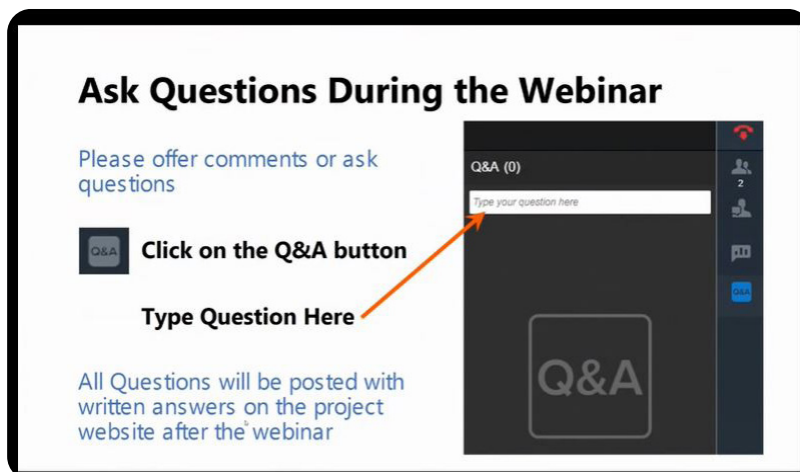 Ask Questions During the Webinar
Please offer comments or ask
questions
Q&A
Click on the Q&A button
Type Question Here
All Questions will be posted with
written answers on the project
website after the webinar
Q&A (0)
Type your question here
Q&A
2
Q&A